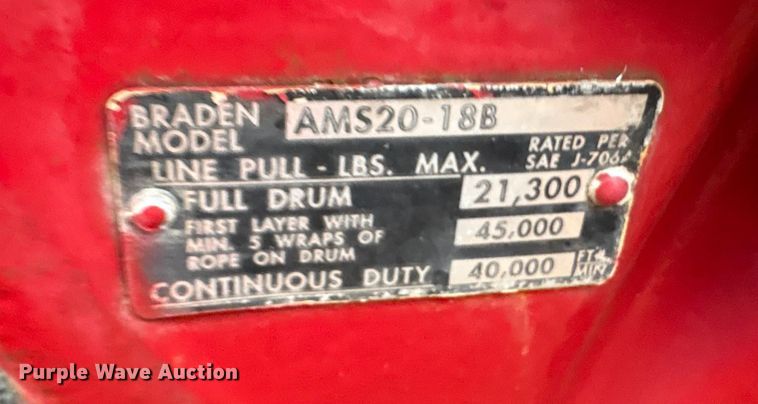 BRADEN MODEL AMS20-18B
LINE PULL - LBS. MAX. RATED PER SAE J-706A
FULL DRUM 21,300
FIRST LAYER WITH MIN. 5 WRAPS OF ROPE ON DRUM 45,000
CONTINUOUS DUTY 40,000 FT. MIN.
Purple Wave Auction